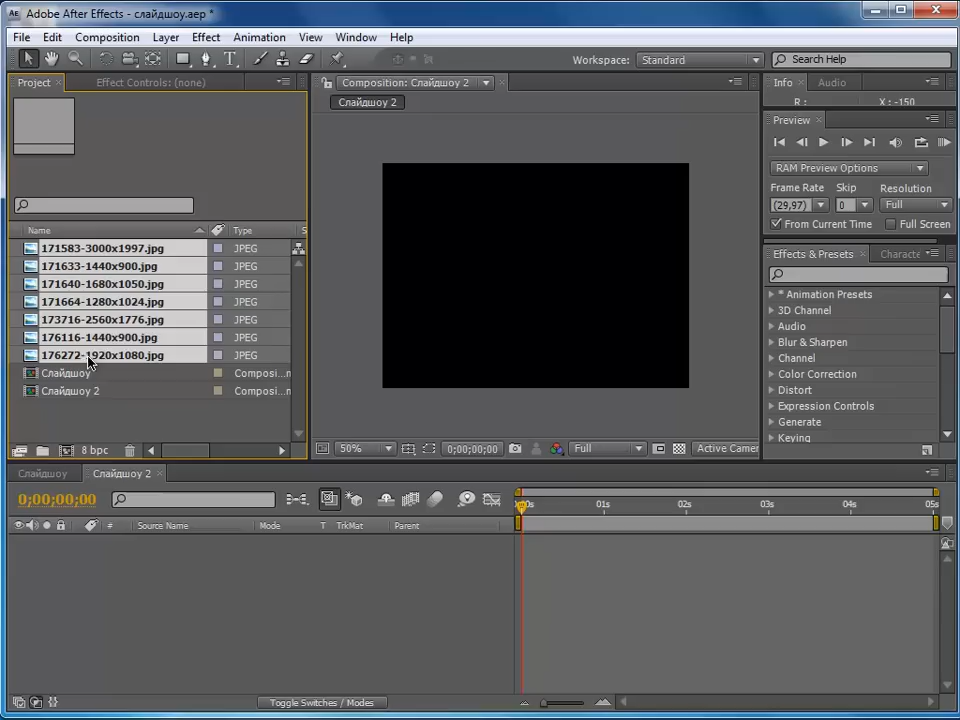 Adobe After Effects - слайдшоу.aep *
File Edit Composition Layer Effect Animation View Window Help
Workspace: Standard Search Help
Project Effect Controls: (none)
Composition: Слайдшоу 2
Слайдшоу 2
Info Audio
R : X : -150
Preview
RAM Preview Options
Frame Rate Skip Resolution
(29,97) 0 Full
From Current Time Full Screen
Effects & Presets
* Animation Presets
3D Channel
Audio
Blur & Sharpen
Channel
Color Correction
Distort
Expression Controls
Generate
Keying
Name Type S
171583-3000x1997.jpg JPEG
171633-1440x900.jpg JPEG
171640-1680x1050.jpg JPEG
171664-1280x1024.jpg JPEG
173716-2560x1776.jpg JPEG
176116-1440x900.jpg JPEG
176272-1920x1080.jpg JPEG
Слайдшоу Composi...n
Слайдшоу 2 Composi...n
8 bpc
50% 0;00;00;00 Full Active Camer
Слайдшоу Слайдшоу 2
0;00;00;00
01s 02s 03s 04s 05s
# Source Name Mode T TrkMat Parent
Toggle Switches / Modes